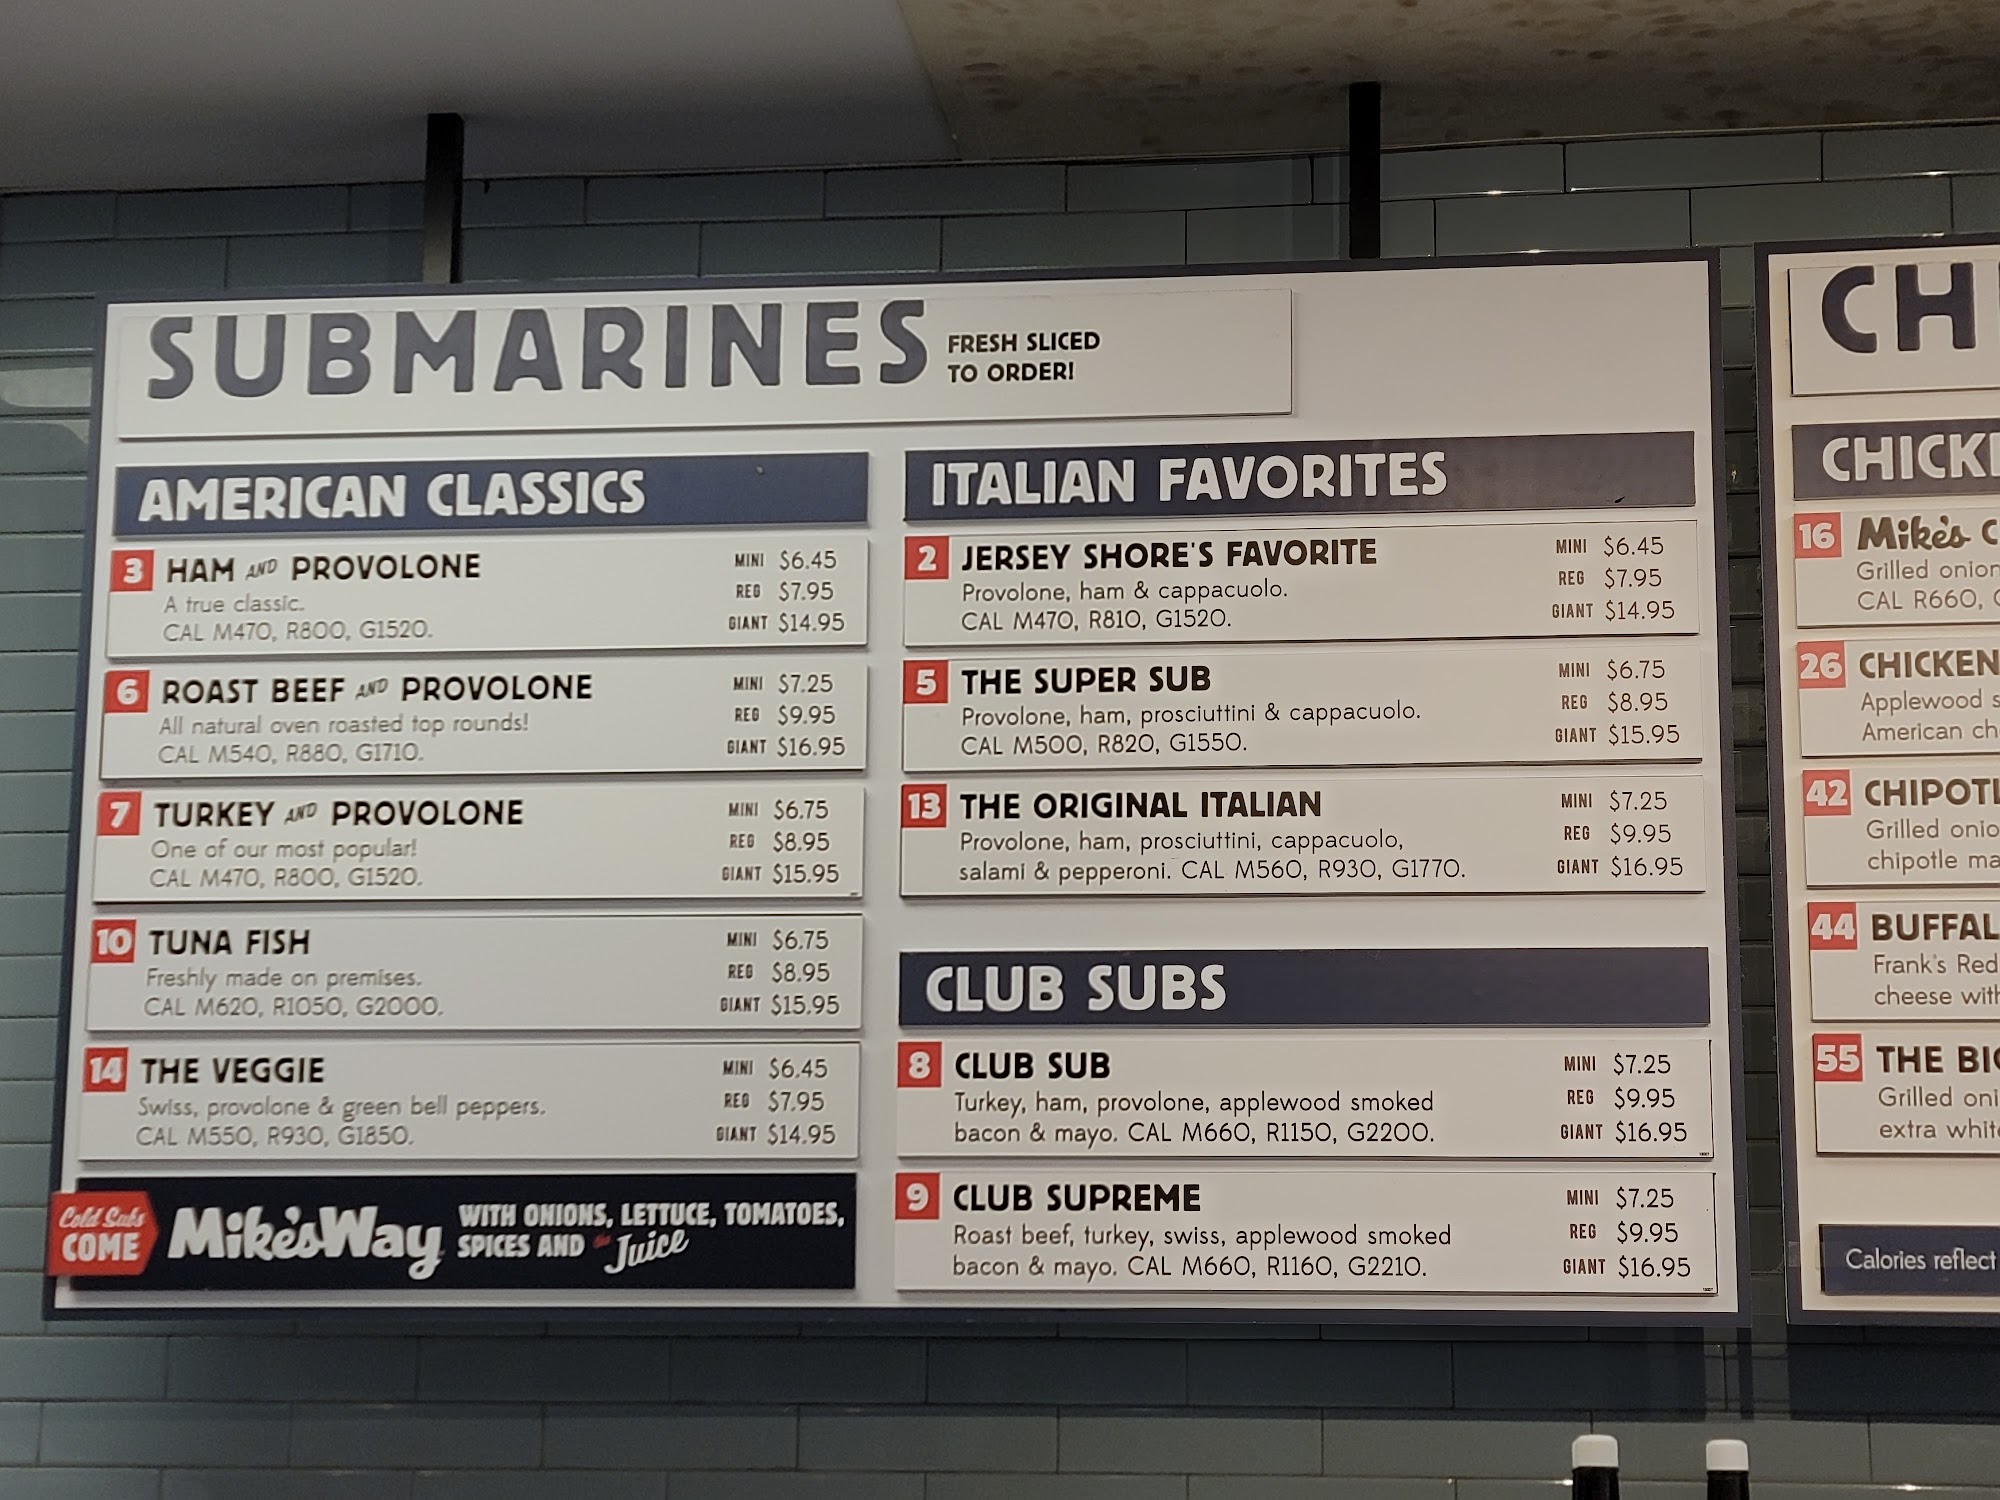 SUBMARINES
FRESH SLICED
TO ORDER!
AMERICAN CLASSICS
3 HAM AND PROVOLONE
A true classic.
CAL M470, R800, G1520.
MINI $6.45
REG $7.95
GIANT $14.95
6 ROAST BEEF AND PROVOLONE
All natural oven roasted top rounds!
CAL M540, R880, G1710.
MINI $7.25
REG $9.95
GIANT $16.95
7 TURKEY AND PROVOLONE
One of our most popular!
CAL M470, R800, G1520.
MINI $6.75
REG $8.95
GIANT $15.95
10 TUNA FISH
Freshly made on premises.
CAL M620, R1050, G2000.
MINI $6.75
REG $8.95
GIANT $15.95
14 THE VEGGIE
Swiss, provolone & green bell peppers.
CAL M550, R930, G1850.
MINI $6.45
REG $7.95
GIANT $14.95
Cold Subs
COME
Mike's Way
WITH ONIONS, LETTUCE, TOMATOES,
SPICES AND the Juice
ITALIAN FAVORITES
2 JERSEY SHORE'S FAVORITE
Provolone, ham & cappacuolo.
CAL M470, R810, G1520.
MINI $6.45
REG $7.95
GIANT $14.95
5 THE SUPER SUB
Provolone, ham, prosciuttini & cappacuolo.
CAL M500, R820, G1550.
MINI $6.75
REG $8.95
GIANT $15.95
13 THE ORIGINAL ITALIAN
Provolone, ham, prosciuttini, cappacuolo,
salami & pepperoni. CAL M560, R930, G1770.
MINI $7.25
REG $9.95
GIANT $16.95
CLUB SUBS
8 CLUB SUB
Turkey, ham, provolone, applewood smoked
bacon & mayo. CAL M660, R1150, G2200.
MINI $7.25
REG $9.95
GIANT $16.95
9 CLUB SUPREME
Roast beef, turkey, swiss, applewood smoked
bacon & mayo. CAL M660, R1160, G2210.
MINI $7.25
REG $9.95
GIANT $16.95
CH
CHICK
16 Mike's C
Grilled onion
CAL R660,
26 CHICKEN
Applewood s
American ch
42 CHIPOTL
Grilled onio
chipotle ma
44 BUFFAL
Frank's Red
cheese with
55 THE BI
Grilled oni
extra white
Calories reflect